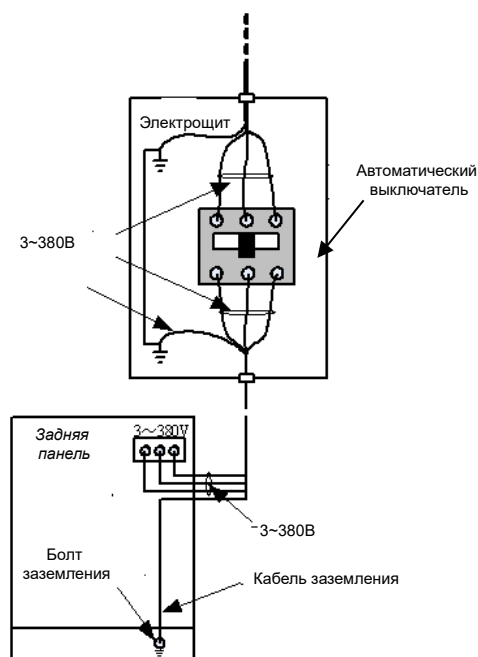 Электрощит
Автоматический
выключатель
3~380В
Задняя
панель
3~380V
3~380В
Болт
заземления
Кабель заземления